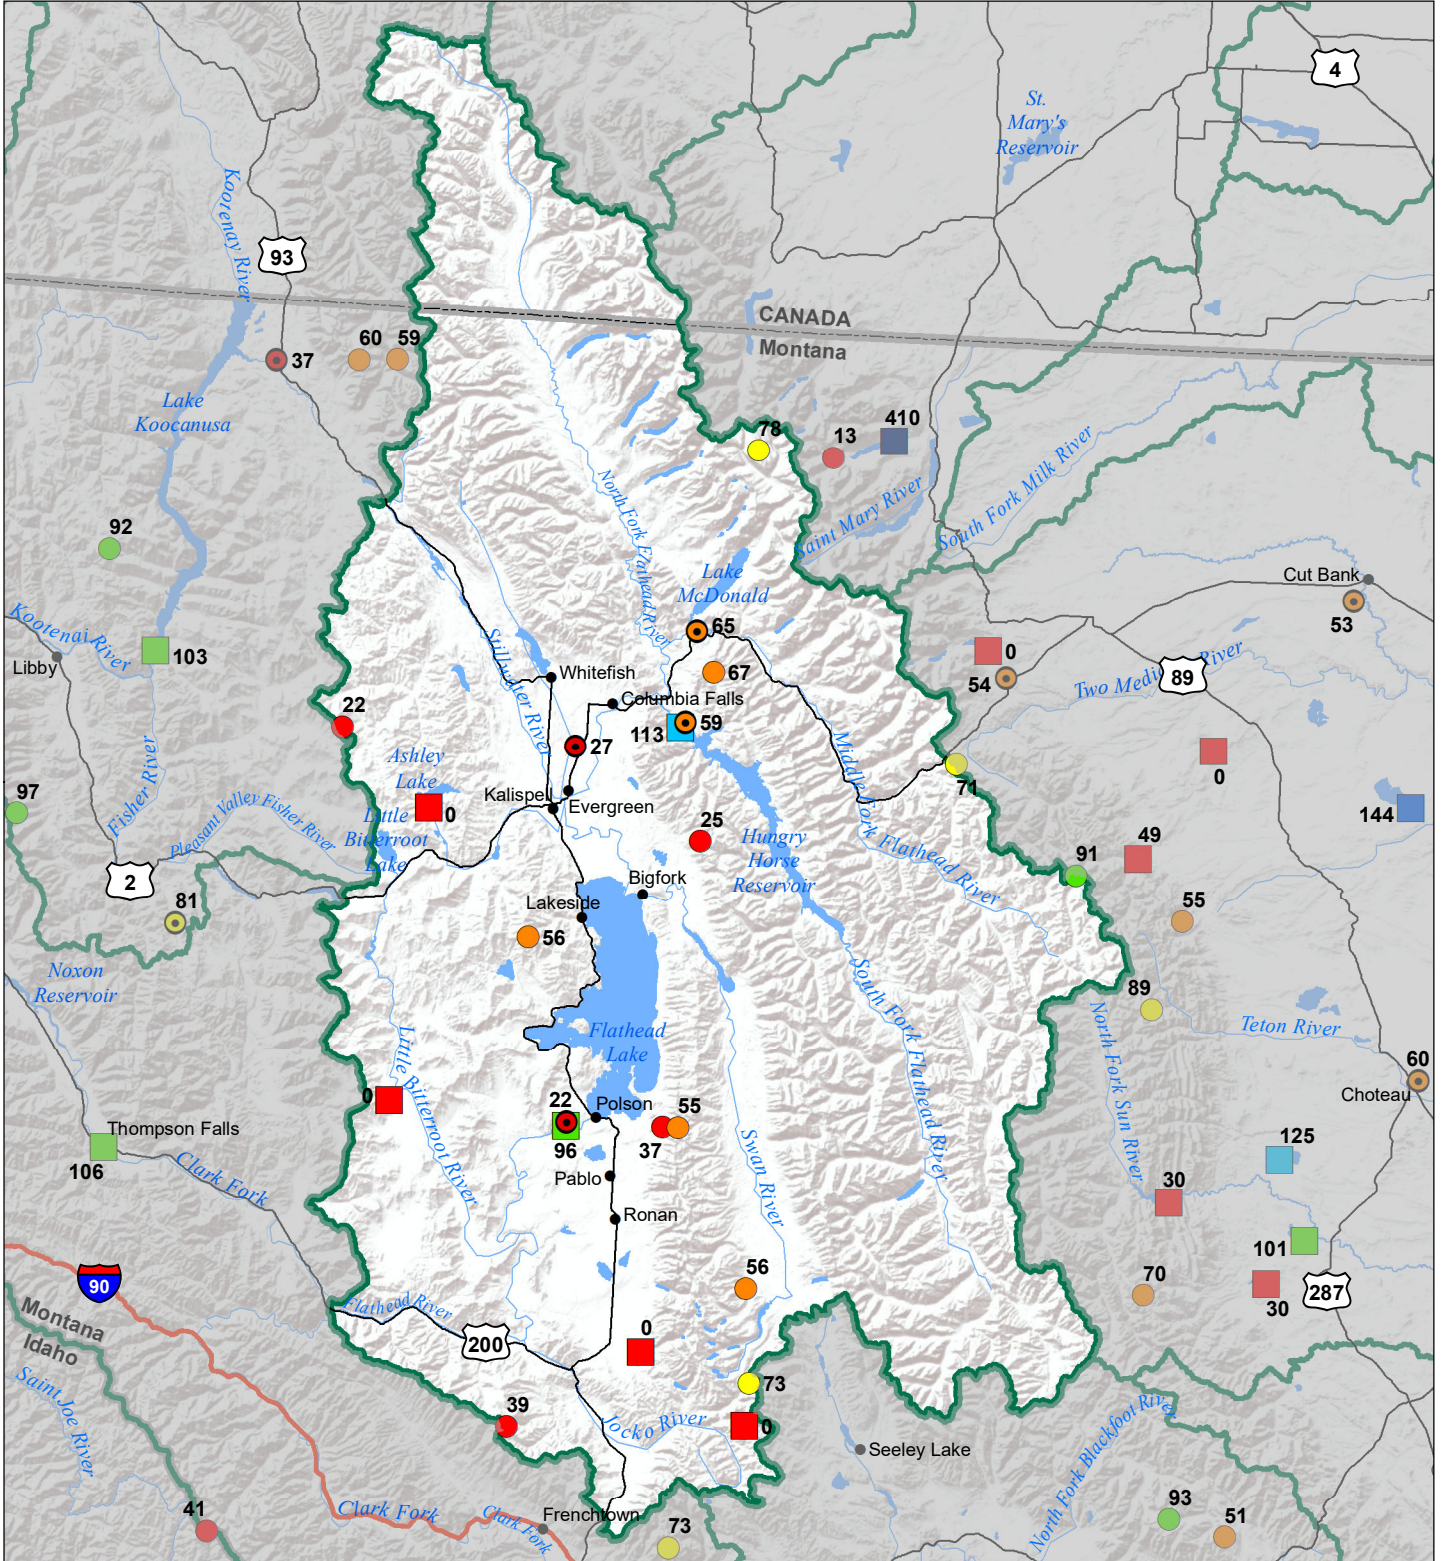 4
St.
Mary's
Reservoir
Kootenay River
93
CANADA
Montana
60
59
37
Lake
Koocanusa
78
13
410
North Fork Flathead River
Saint Mary River
South Fork Milk River
92
Lake
McDonald
Cut Bank
53
Kootenai River
Libby
103
65
0
54
Two Medicine River
89
Stillwater River
Whitefish
67
Columbia Falls
22
59
113
27
Middle Fork Flathead River
71
0
Fisher River
Ashley
Lake
97
Kalispell
Evergreen
0
144
Pleasant Valley Fisher River
Little
Bitterroot
Lake
25
Hungry
Horse
Reservoir
49
2
91
81
Bigfork
Lakeside
56
55
Noxon
Reservoir
89
South Fork Flathead River
North Fork Sun River
Teton River
Flathead
Lake
Little Bitterroot River
60
Choteau
0
22
Polson
55
96
37
Thompson Falls
106
Clark Fork
Swan River
125
Pablo
30
Ronan
101
90
56
70
30
287
Montana
Idaho
Flathead River
200
0
73
Saint Joe River
39
Jocko River
0
Seeley Lake
North Fork Blackfoot River
41
Clark Fork
Clark Fork
Frenchtown
73
93
51